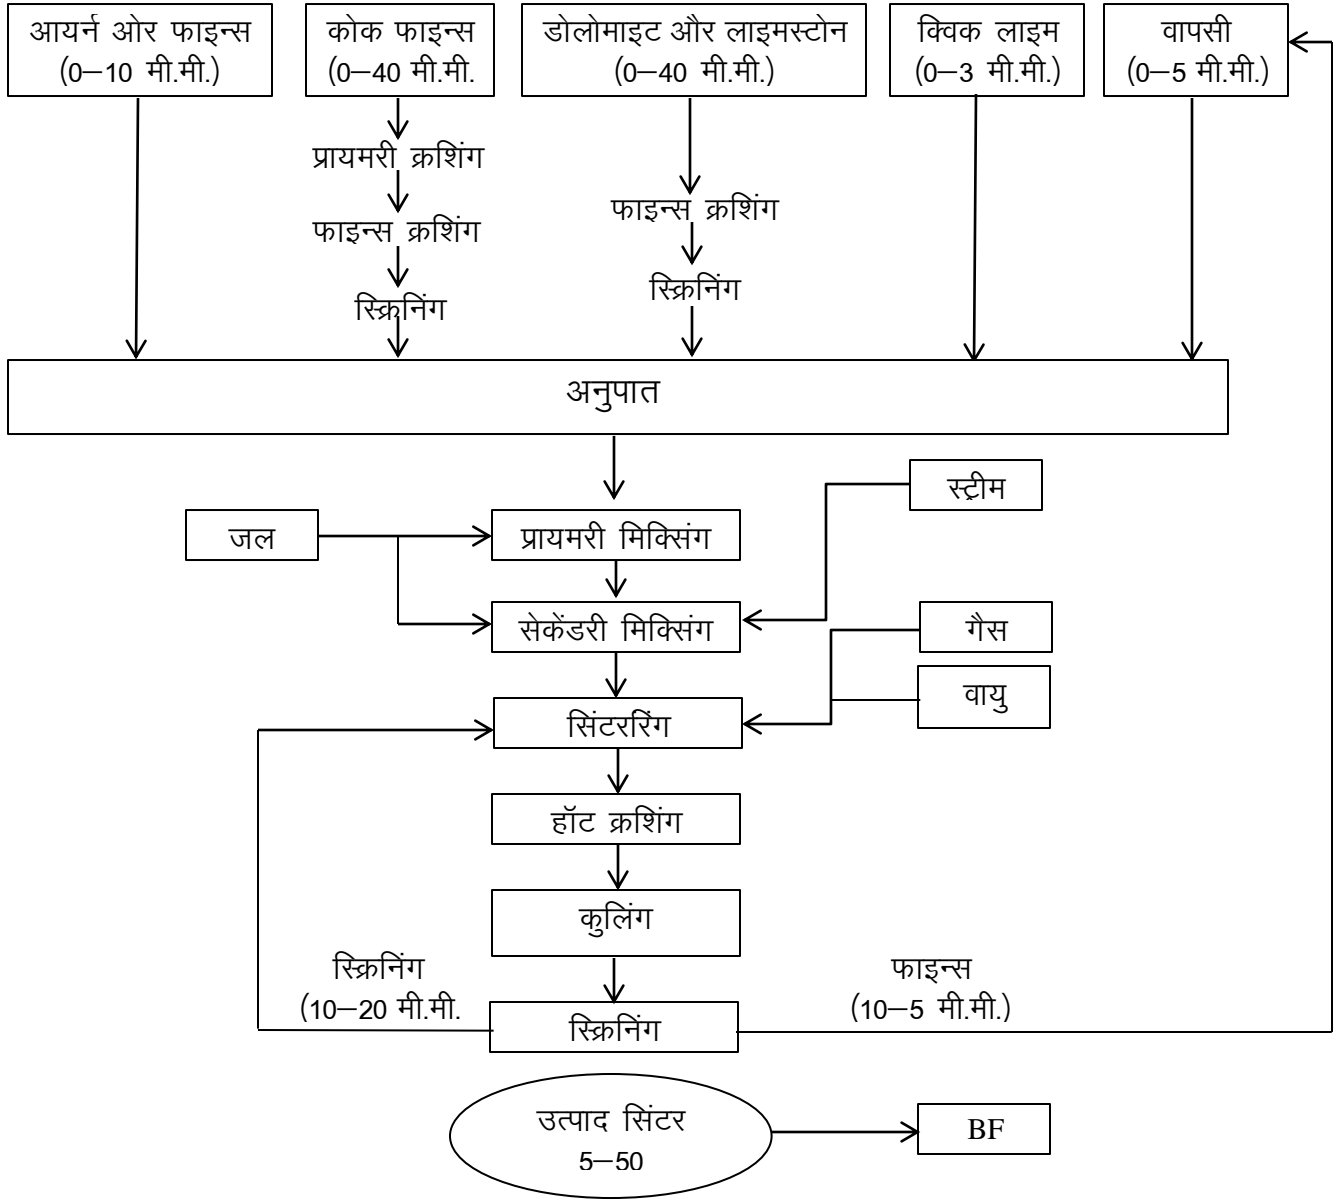 आयर्न ओर फाइन्स
(0–10 मी.मी.)
कोक फाइन्स
(0–40 मी.मी.
डोलोमाइट और लाइमस्टोन
(0–40 मी.मी.)
क्विक लाइम
(0–3 मी.मी.)
वापसी
(0–5 मी.मी.)
प्रायमरी क्रशिंग
फाइन्स क्रशिंग
स्क्रिनिंग
फाइन्स क्रशिंग
स्क्रिनिंग
अनुपात
स्ट्रीम
जल
प्रायमरी मिक्सिंग
सेकेंडरी मिक्सिंग
गैस
वायु
सिंटररिंग
हॉट क्रशिंग
कुलिंग
स्क्रिनिंग
(10–20 मी.मी.
फाइन्स
(10–5 मी.मी.)
स्क्रिनिंग
उत्पाद सिंटर
5–50
BF